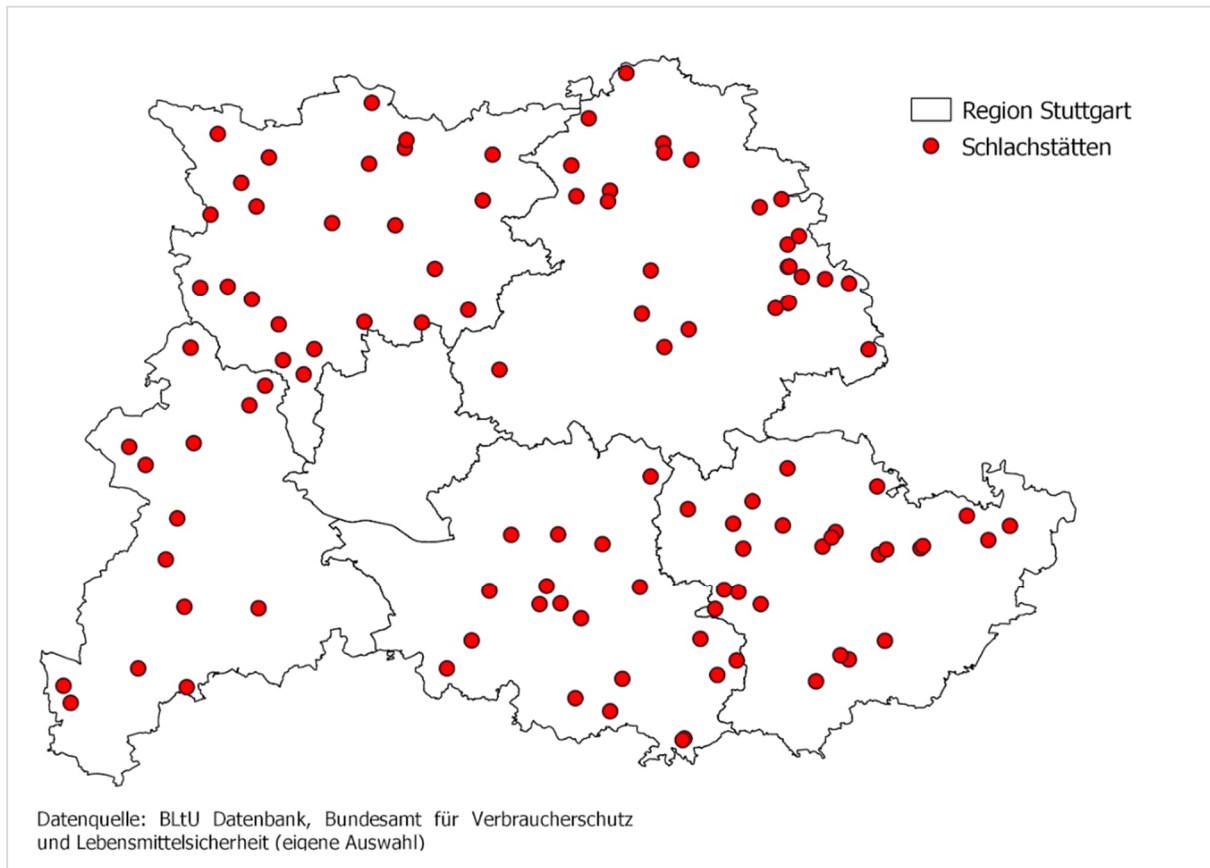 Region Stuttgart
Schlachstätten
Datenquelle: BLtU Datenbank, Bundesamt für Verbraucherschutz
und Lebensmittelsicherheit (eigene Auswahl)